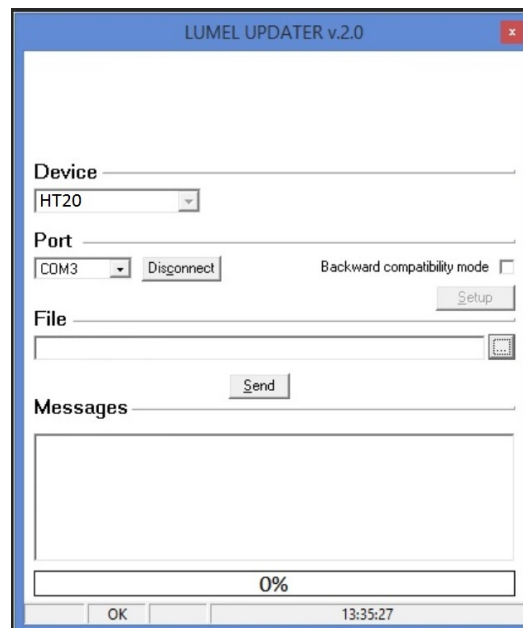 LUMEL UPDATER v.2.0
x
Device
HT20
Port
COM3 Disconnect Backward compatibility mode
Setup
File
...
Send
Messages
0%
OK 13:35:27